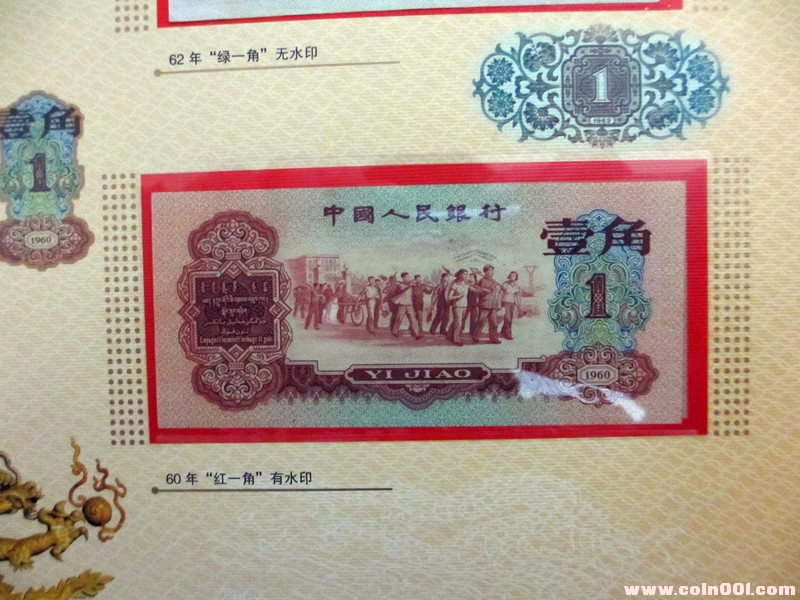 62 年 “绿一角” 无水印
1
1962
壹角
1
1960
中國人民銀行
壹角
1
YI JIAO
1960
60 年 “红一角” 有水印
www.coin001.com